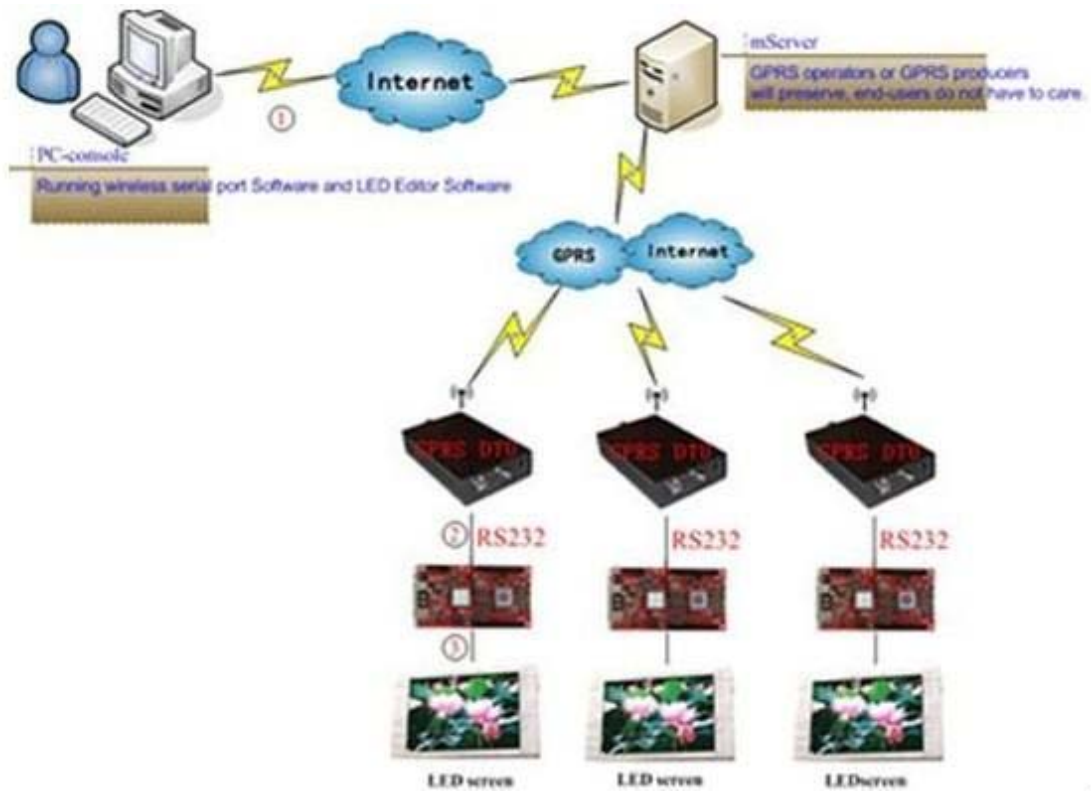 Internet
mServer
GPRS operators or GPRS producers
will preserve, end-users do not have to care.
①
PC-console
Running wireless serial port Software and LED Editor Software
GPRS
Internet
GPRS DTU
GPRS DTU
GPRS DTU
② RS232
RS232
RS232
③
LED screen
LED screen
LEDscreen